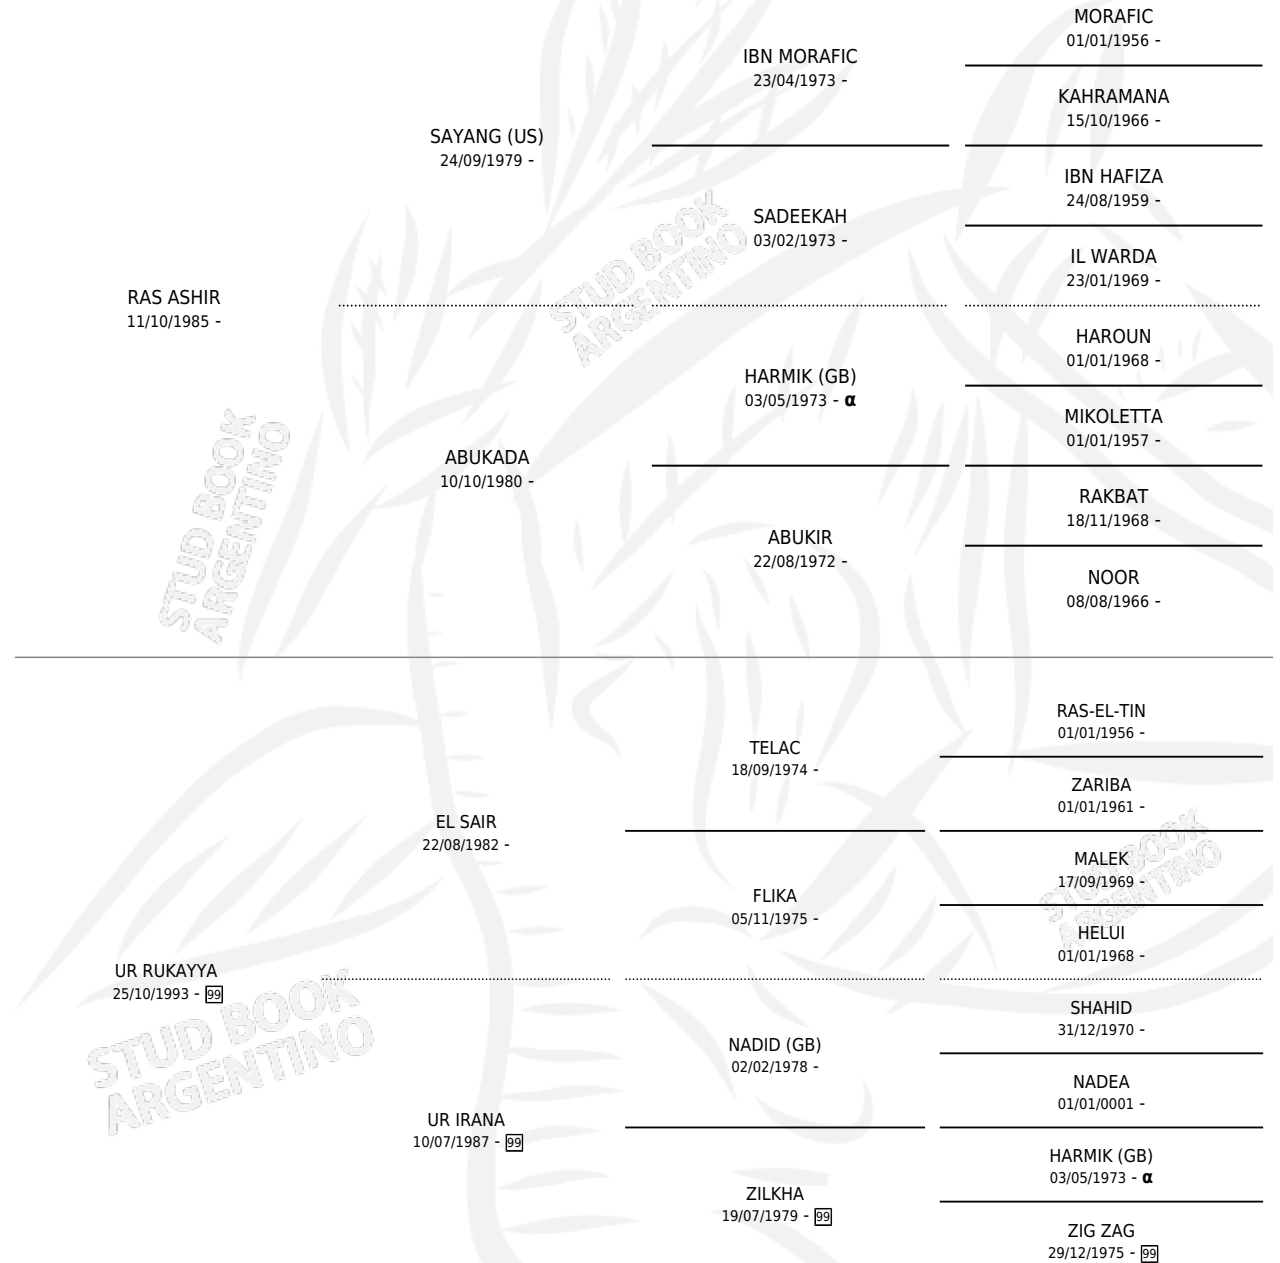 MORAFIC
01/01/1956 -
IBN MORAFIC
23/04/1973 -
KAHRAMANA
15/10/1966 -
SAYANG (US)
24/09/1979 -
IBN HAFIZA
24/08/1959 -
SADEEKAH
03/02/1973 -
IL WARDA
23/01/1969 -
RAS ASHIR
11/10/1985 -
HAROUN
01/01/1968 -
HARMIK (GB)
03/05/1973 - α
MIKOLETTA
01/01/1957 -
ABUKADA
10/10/1980 -
RAKBAT
18/11/1968 -
ABUKIR
22/08/1972 -
NOOR
08/08/1966 -
RAS-EL-TIN
01/01/1956 -
TELAC
18/09/1974 -
ZARIBA
01/01/1961 -
EL SAIR
22/08/1982 -
MALEK
17/09/1969 -
FLIKA
05/11/1975 -
HELUI
01/01/1968 -
UR RUKAYYA
25/10/1993 - 99
SHAHID
31/12/1970 -
NADID (GB)
02/02/1978 -
NADEA
01/01/0001 -
UR IRANA
10/07/1987 - 99
HARMIK (GB)
03/05/1973 - α
ZILKHA
19/07/1979 - 99
ZIG ZAG
29/12/1975 - 99
STUD BOOK
ARGENTINO
STUD BOOK
ARGENTINO
STUD BOOK
ARGENTINO
STUD BOOK
ARGENTINO